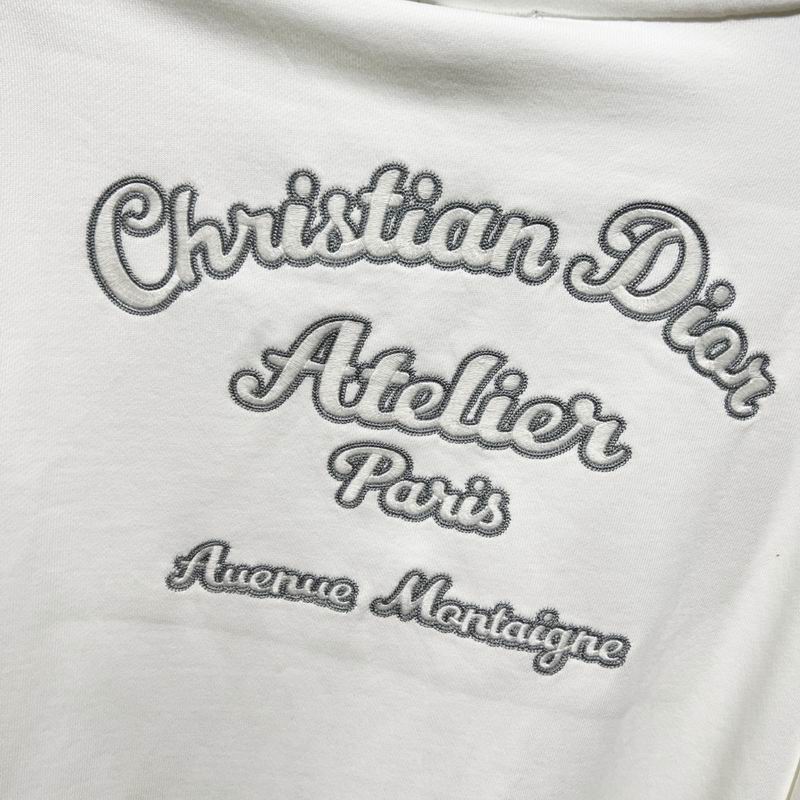 Christian Dior
Atelier
Paris
Avenue Montaigne